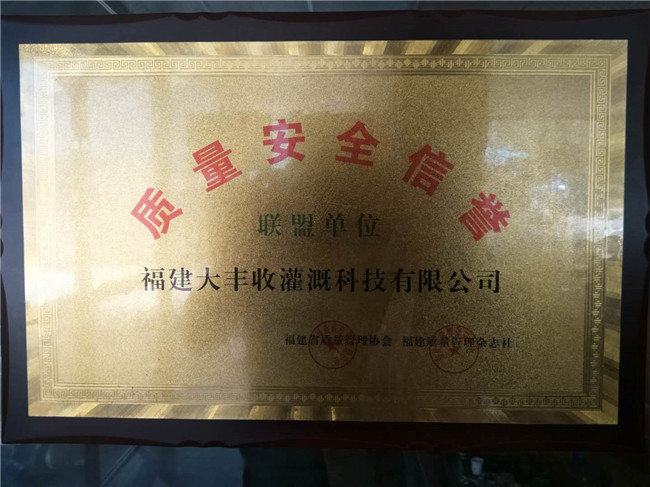 质量安全信誉
联盟单位
福建大丰收灌溉科技有限公司
福建省质量管理协会 福建质量管理杂志社